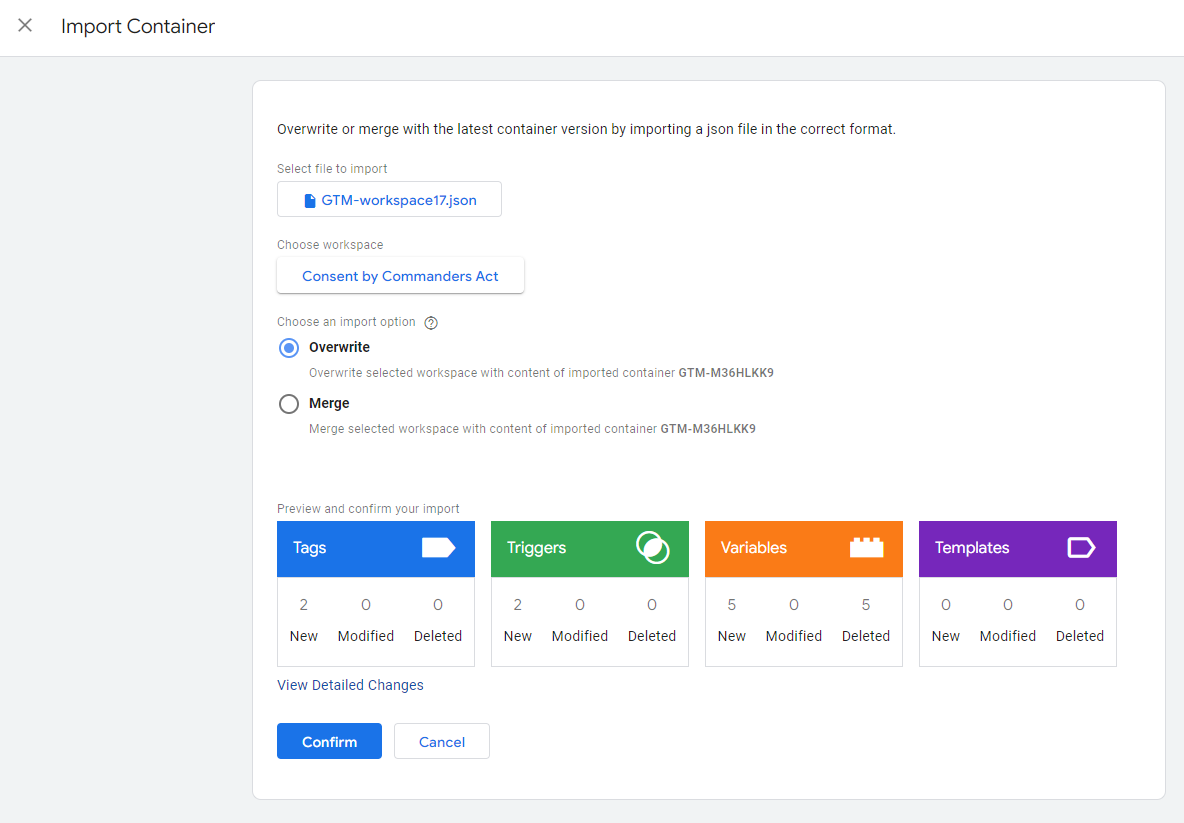 Import Container
Overwrite or merge with the latest container version by importing a json file in the correct format.
Select file to import
GTM-workspace17.json
Choose workspace
Consent by Commanders Act
Choose an import option ?
Overwrite
Overwrite selected workspace with content of imported container GTM-M36HLKK9
Merge
Merge selected workspace with content of imported container GTM-M36HLKK9
Preview and confirm your import
Tags
2 0 0
New Modified Deleted
Triggers
2 0 0
New Modified Deleted
Variables
5 0 5
New Modified Deleted
Templates
0 0 0
New Modified Deleted
View Detailed Changes
Confirm Cancel